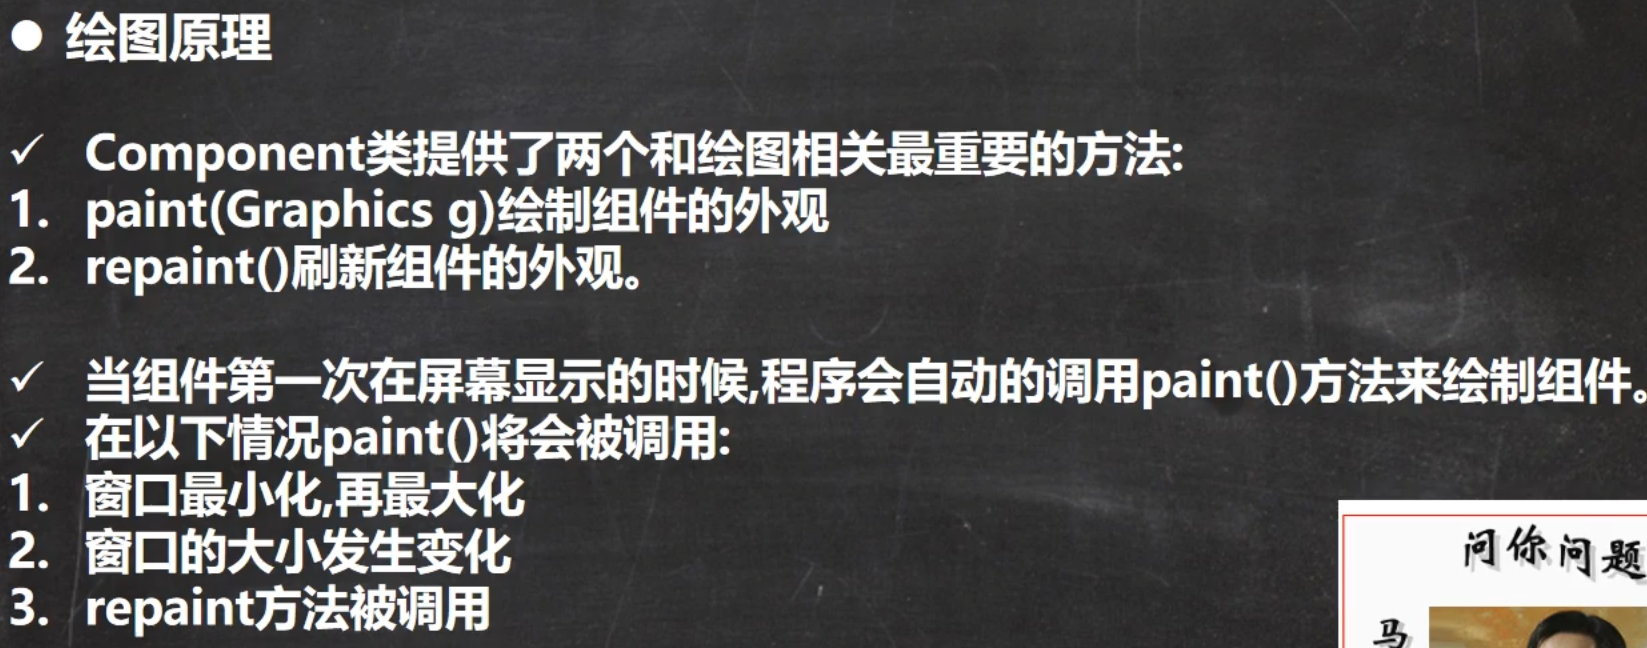 ● 绘图原理
✓ Component类提供了两个和绘图相关最重要的方法:
1. paint(Graphics g)绘制组件的外观
2. repaint()刷新组件的外观。
✓ 当组件第一次在屏幕显示的时候,程序会自动的调用paint()方法来绘制组件。
✓ 在以下情况paint()将会被调用:
1. 窗口最小化,再最大化
2. 窗口的大小发生变化
3. repaint方法被调用
问你问题
马